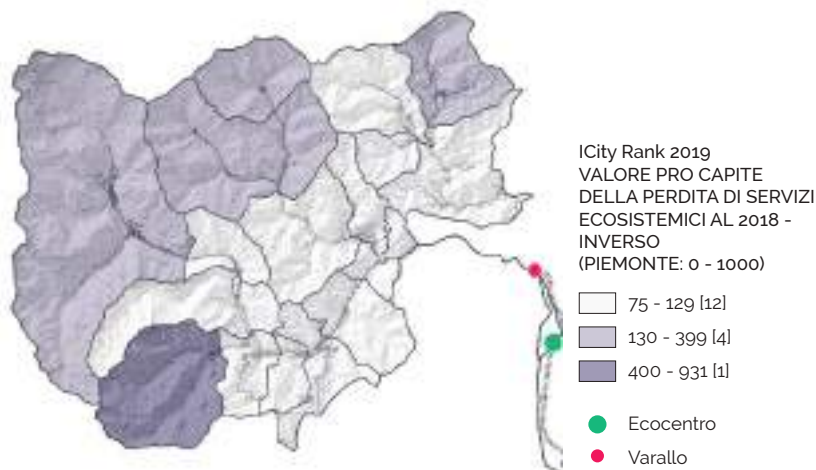 ICity Rank 2019
VALORE PRO CAPITE
DELLA PERDITA DI SERVIZI
ECOSISTEMICI AL 2018 -
INVERSO
(PIEMONTE: 0 - 1000)
75 - 129 [12]
130 - 399 [4]
400 - 931 [1]
Ecocentro
Varallo